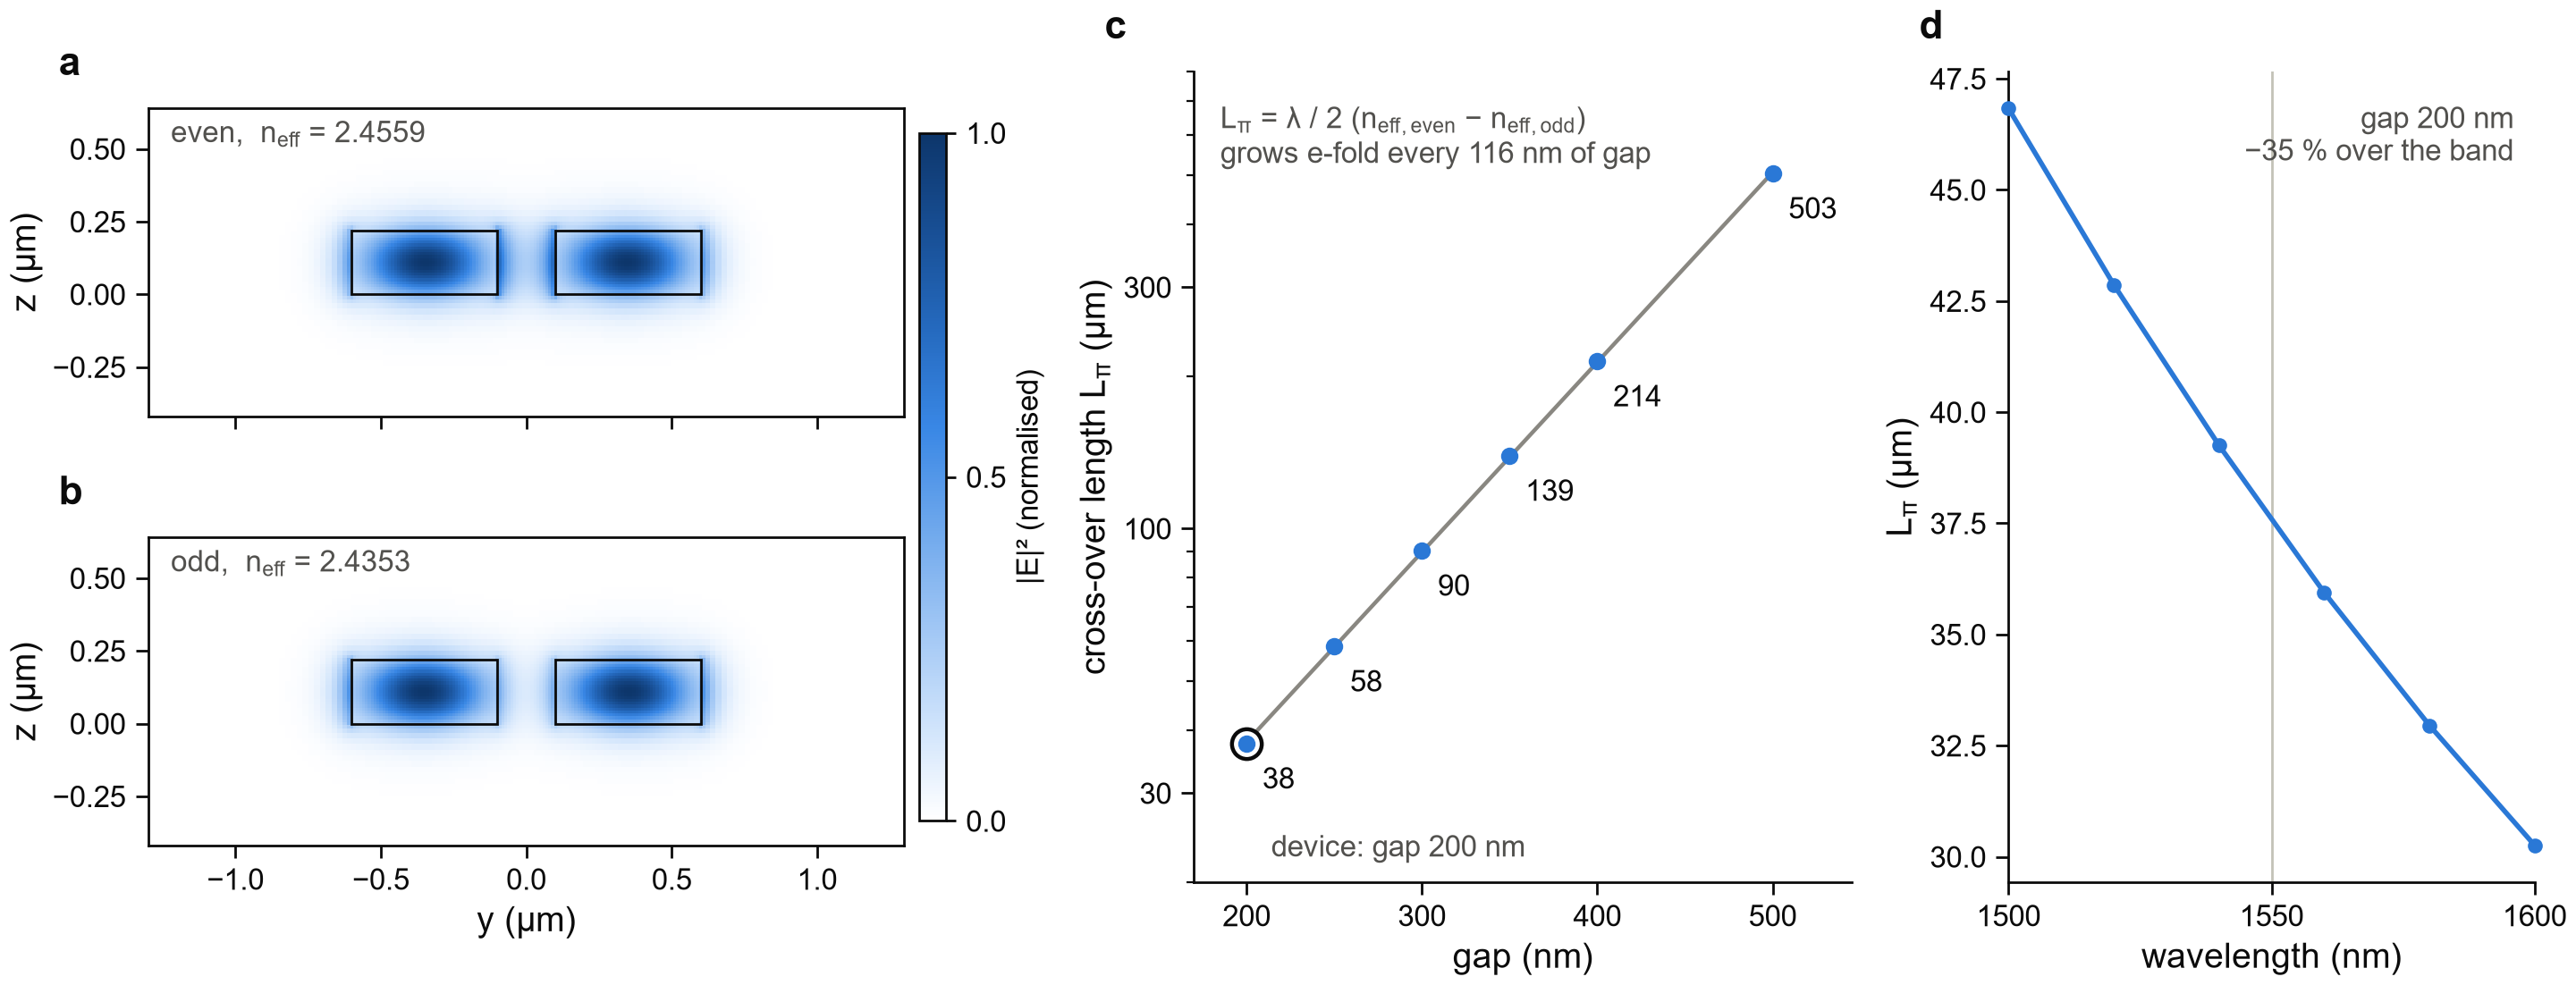 a
even, n_eff = 2.4559
0.50
0.25
0.00
−0.25
z (µm)
b
odd, n_eff = 2.4353
0.50
0.25
0.00
−0.25
z (µm)
−1.0 −0.5 0.0 0.5 1.0
y (µm)
1.0
0.5
0.0
|E|² (normalised)
c
L_π = λ / 2 (n_eff, even − n_eff, odd)
grows e-fold every 116 nm of gap
300
100
30
cross-over length L_π (µm)
503
214
139
90
58
38
device: gap 200 nm
200 300 400 500
gap (nm)
d
gap 200 nm
−35 % over the band
47.5
45.0
42.5
40.0
37.5
35.0
32.5
30.0
L_π (µm)
1500 1550 1600
wavelength (nm)